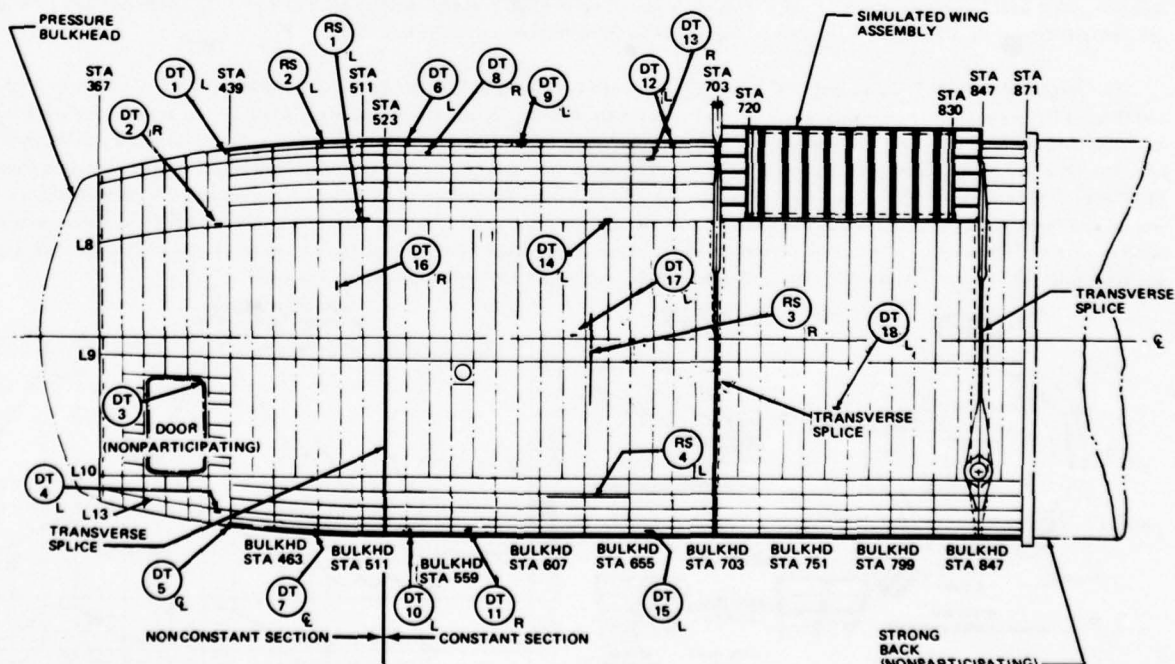 PRESSURE
BULKHEAD
STA
367
DT
1
L
STA
439
RS
2
L
RS
1
L
STA
511
STA
523
DT
6
L
DT
8
R
DT
9
L
DT
12
L
DT
13
R
STA
703
STA
720
SIMULATED WING
ASSEMBLY
STA
830
STA
847
STA
871
DT
2
R
L8
DT
16
R
DT
14
L
DT
17
L
RS
3
R
DT
18
L
TRANSVERSE
SPLICE
℄
L9
DT
3
DOOR
(NONPARTICIPATING)
TRANSVERSE
SPLICE
RS
4
L
L10
DT
4
L
L13
TRANSVERSE
SPLICE
DT
5
℄
BULKHD
STA 463
DT
7
℄
BULKHD
STA 511
DT
10
L
BULKHD
STA 559
DT
11
R
BULKHD
STA 607
BULKHD
STA 655
DT
15
L
BULKHD
STA 703
BULKHD
STA 751
BULKHD
STA 799
BULKHD
STA 847
NONCONSTANT SECTION
CONSTANT SECTION
STRONG
BACK
(NONPARTICIPATING)